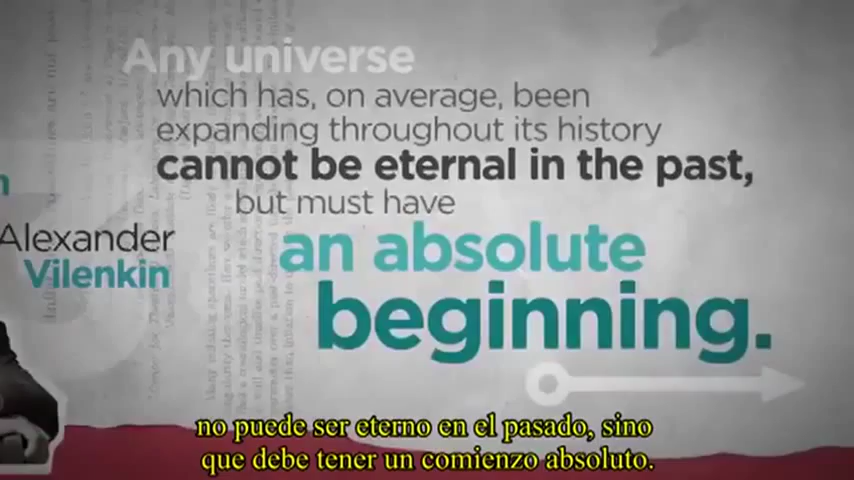 Any universe
which has, on average, been
expanding throughout its history
cannot be eternal in the past,
but must have
an absolute
beginning.
Alexander
Vilenkin
no puede ser eterno en el pasado, sino
que debe tener un comienzo absoluto.